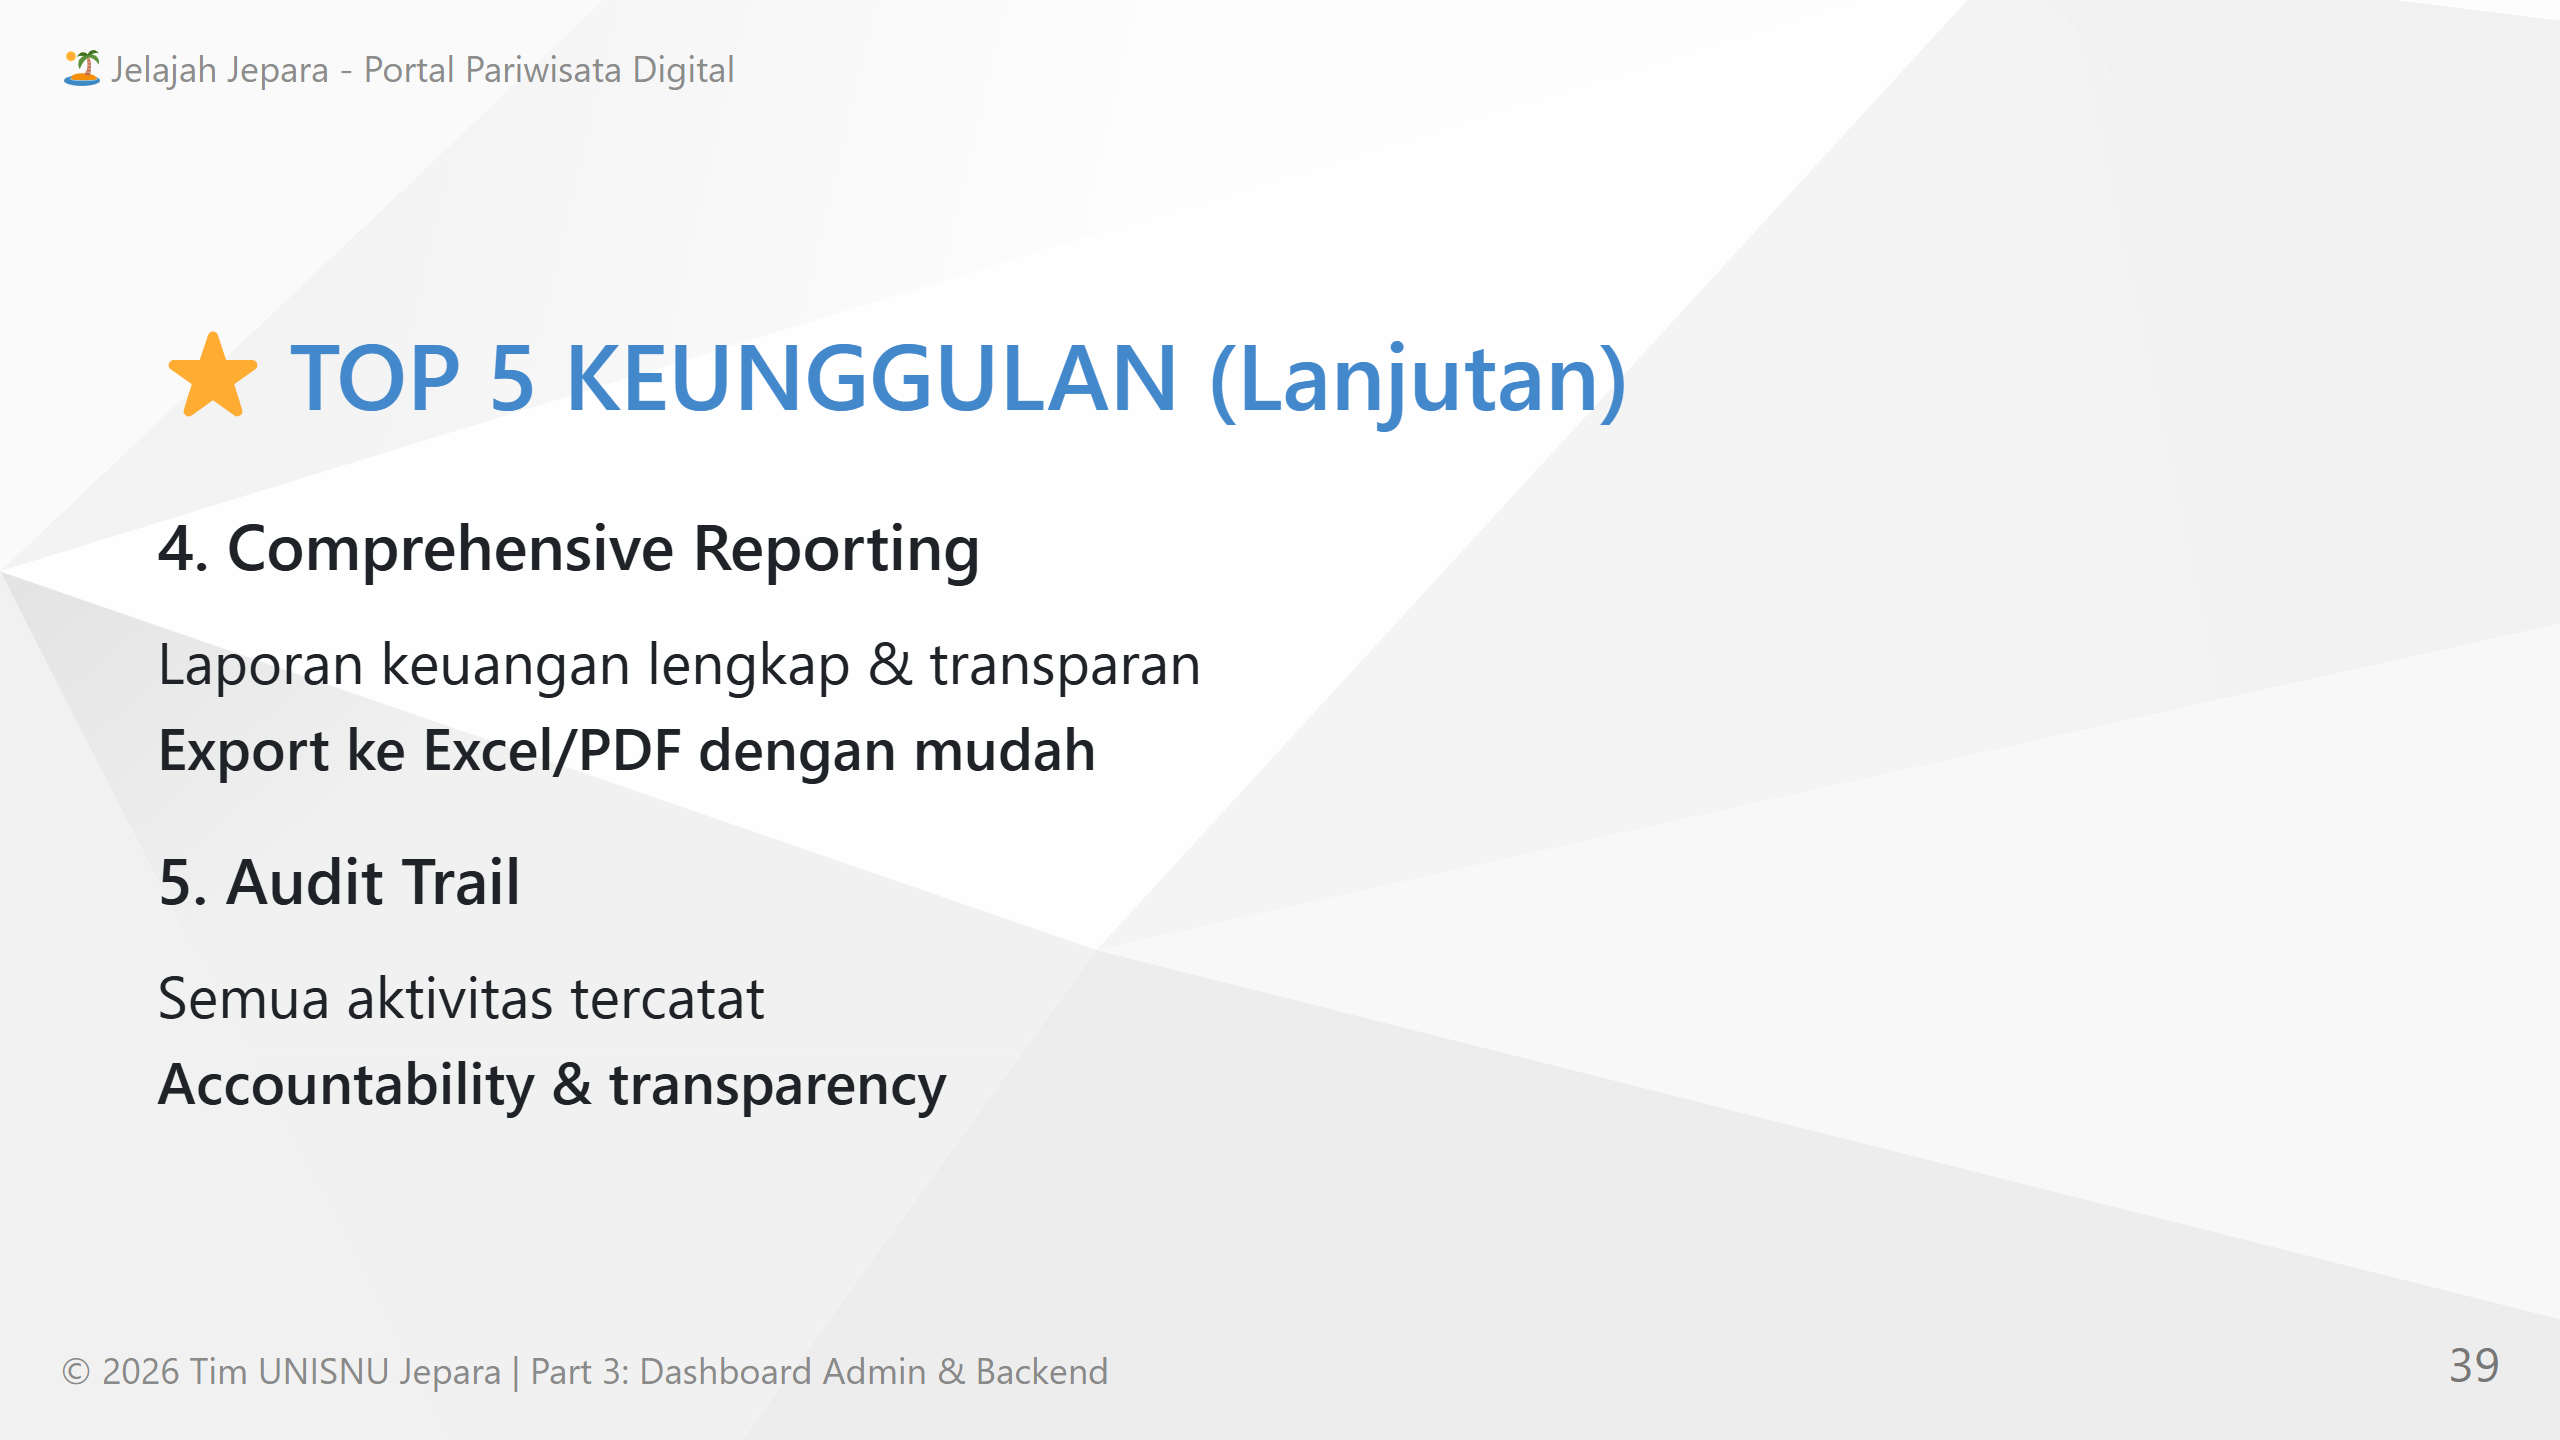 Jelajah Jepara - Portal Pariwisata Digital
TOP 5 KEUNGGULAN (Lanjutan)
4. Comprehensive Reporting
Laporan keuangan lengkap & transparan
Export ke Excel/PDF dengan mudah
5. Audit Trail
Semua aktivitas tercatat
Accountability & transparency
© 2026 Tim UNISNU Jepara | Part 3: Dashboard Admin & Backend
39